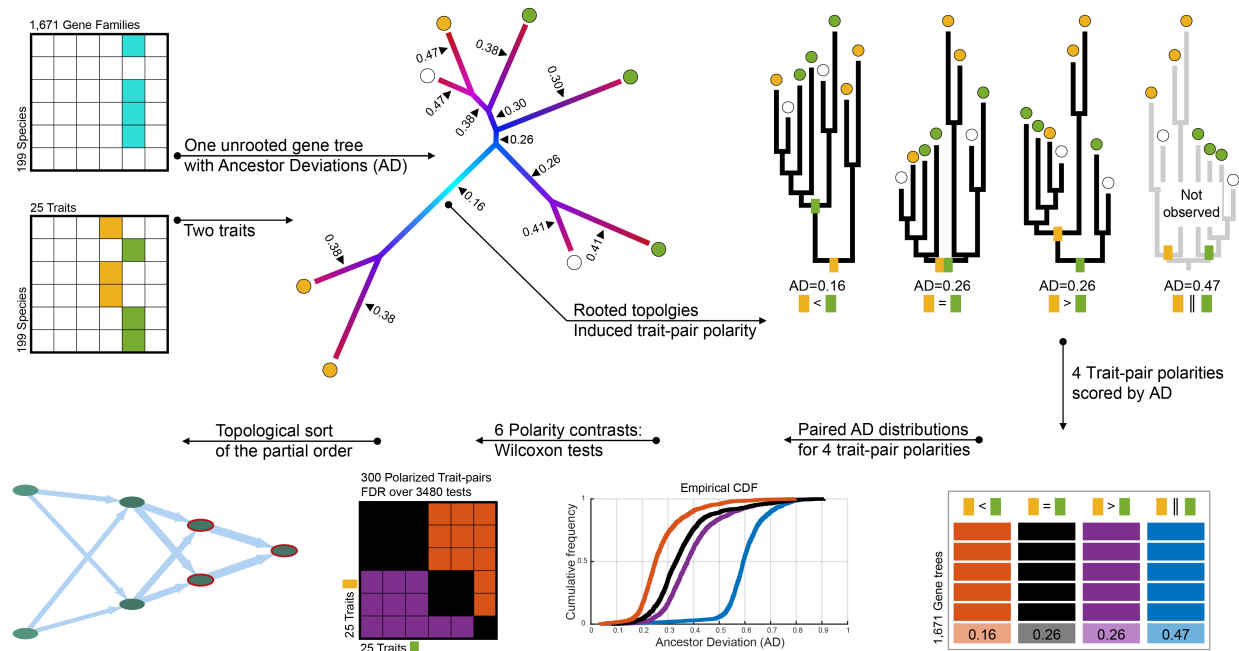 1,671 Gene Families
199 Species
One unrooted gene tree
with Ancestor Deviations (AD)
25 Traits
199 Species
Two traits
0.47
0.47
0.38
0.38
0.30
0.30
0.26
0.26
0.16
0.41
0.41
0.38
0.38
Rooted topolgies
Induced trait-pair polarity
AD=0.16
<
AD=0.26
=
AD=0.26
>
Not
observed
AD=0.47
||
4 Trait-pair polarities
scored by AD
Paired AD distributions
for 4 trait-pair polarities
6 Polarity contrasts:
Wilcoxon tests
Topological sort
of the partial order
300 Polarized Trait-pairs
FDR over 3480 tests
25 Traits
25 Traits
Empirical CDF
Cumulative frequency
1
0.5
0
0 0.1 0.2 0.3 0.4 0.5 0.6 0.7 0.8 0.9 1
Ancestor Deviation (AD)
< = > ||
1,671 Gene trees
0.16 0.26 0.26 0.47